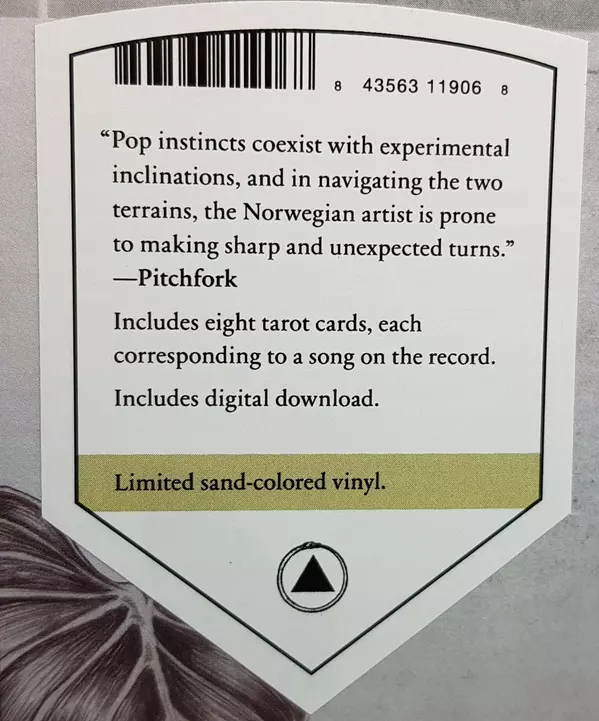 8 43563 11906 8
“Pop instincts coexist with experimental
inclinations, and in navigating the two
terrains, the Norwegian artist is prone
to making sharp and unexpected turns.”
—Pitchfork
Includes eight tarot cards, each
corresponding to a song on the record.
Includes digital download.
Limited sand-colored vinyl.